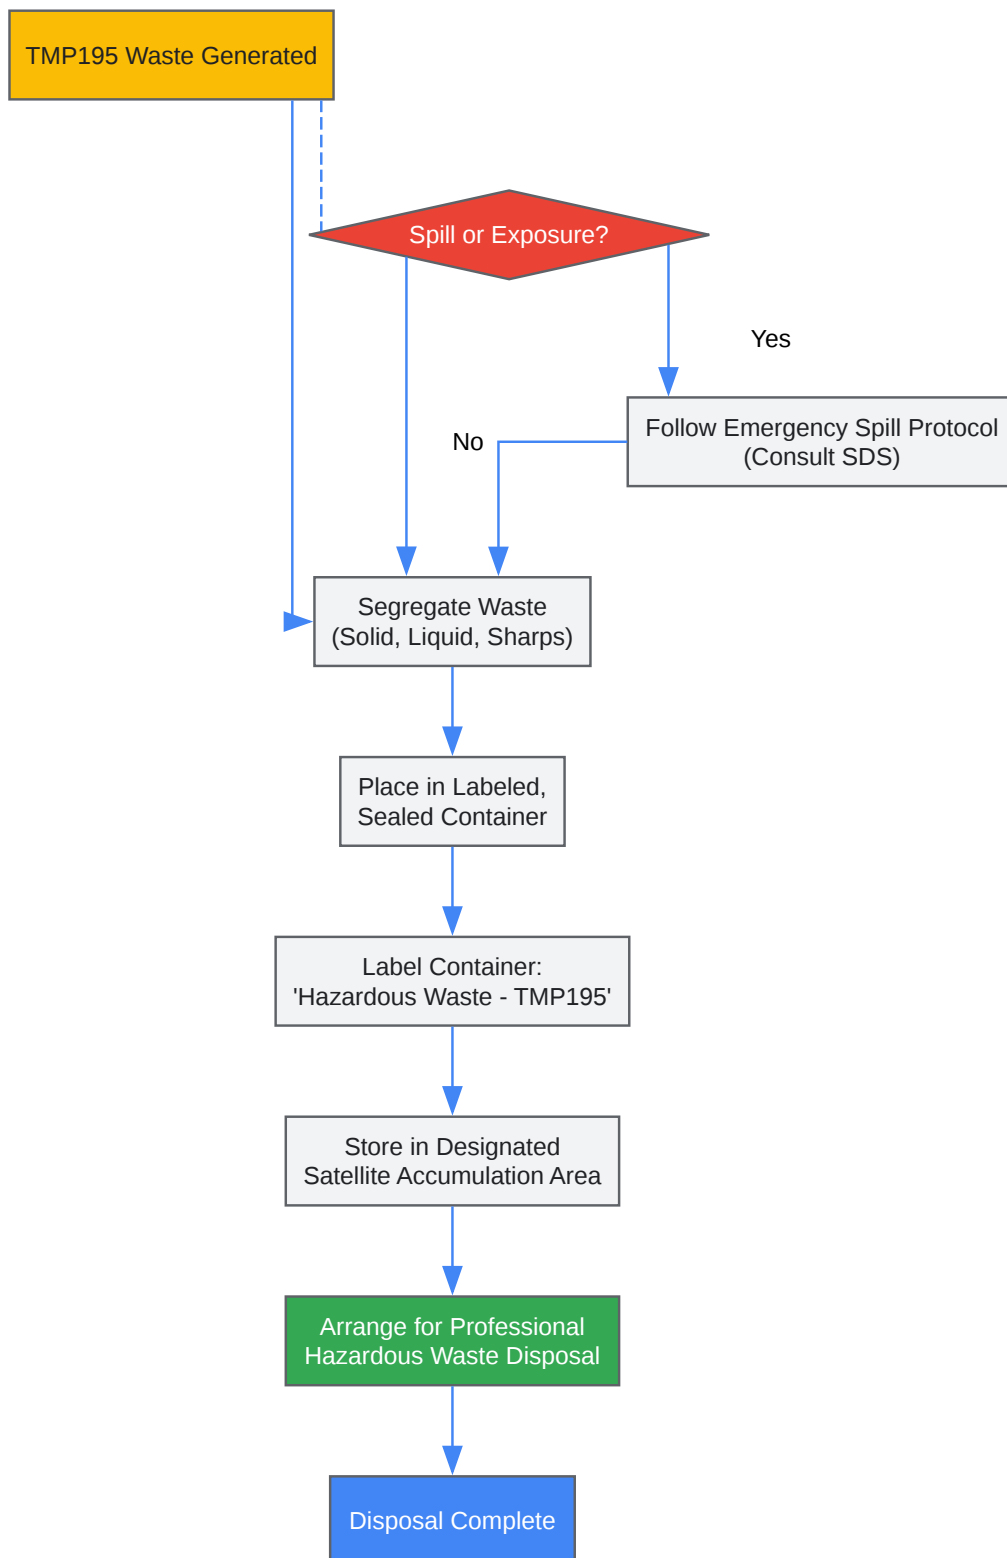 TMP195 Waste Generated
Spill or Exposure?
Yes
Follow Emergency Spill Protocol
(Consult SDS)
No
Segregate Waste
(Solid, Liquid, Sharps)
Place in Labeled,
Sealed Container
Label Container:
'Hazardous Waste - TMP195'
Store in Designated
Satellite Accumulation Area
Arrange for Professional
Hazardous Waste Disposal
Disposal Complete